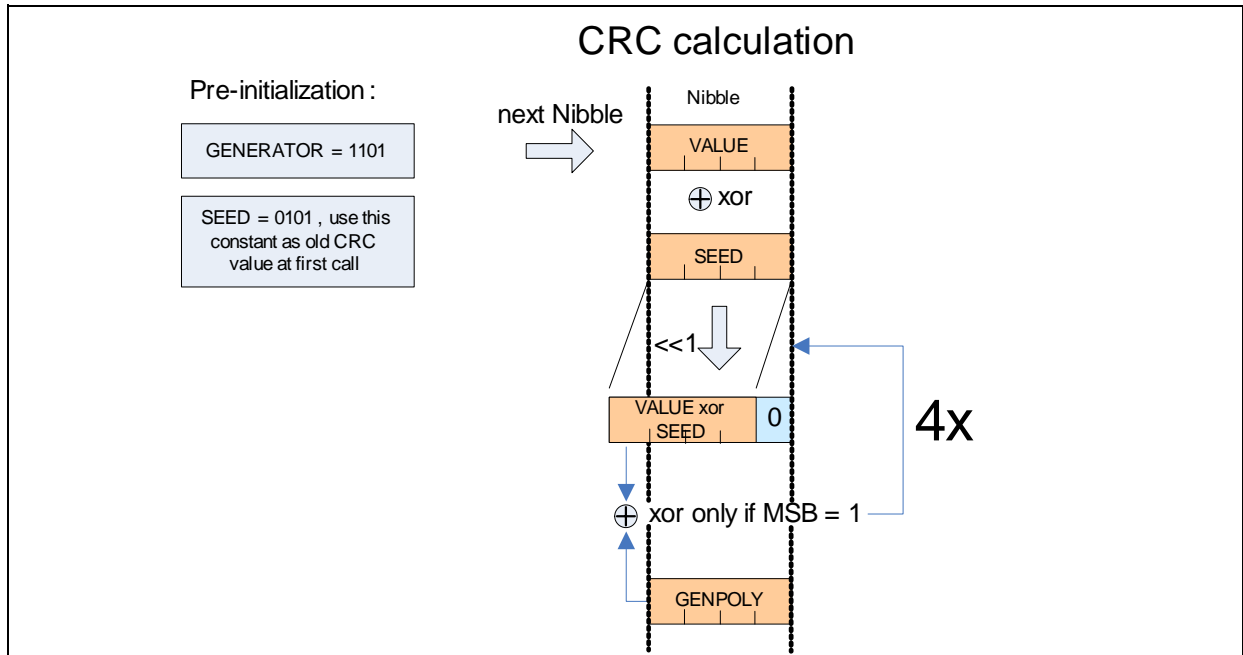 CRC calculation
Pre-initialization :
GENERATOR = 1101
SEED = 0101 , use this
constant as old CRC
value at first call
next Nibble
Nibble
VALUE
xor
SEED
<<1
VALUE xor
SEED
0
4x
xor only if MSB = 1
GENPOLY